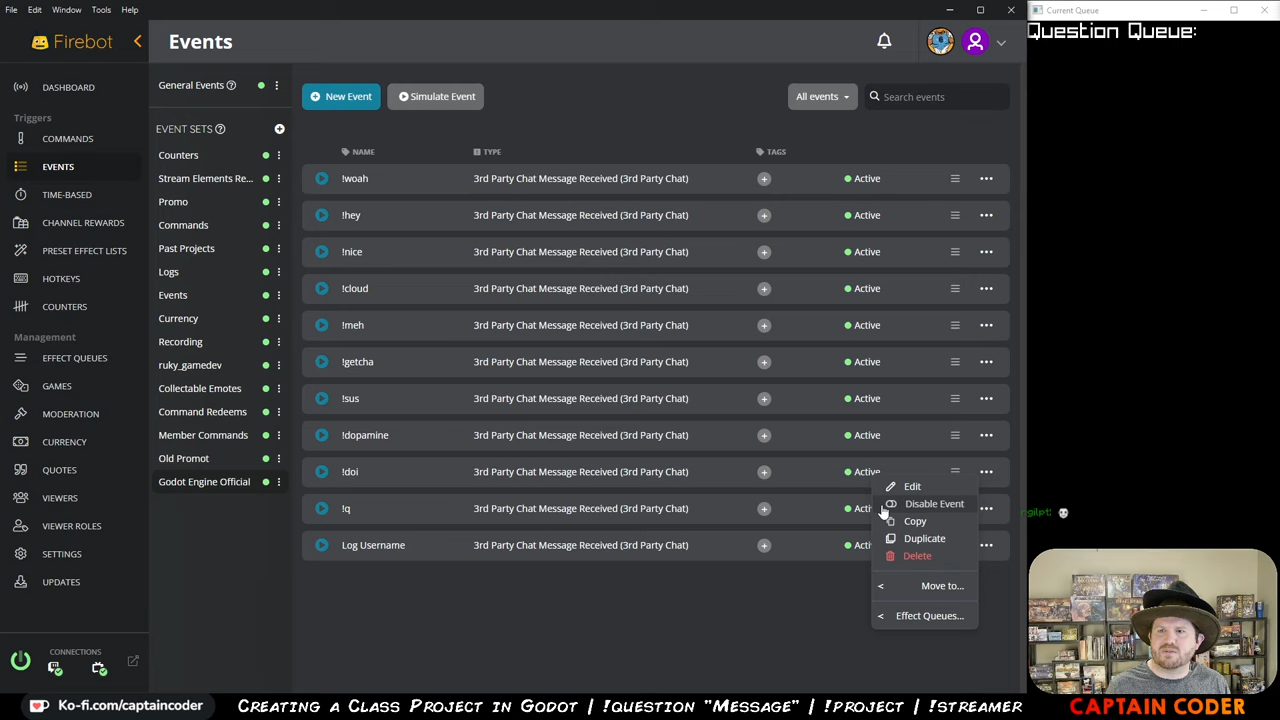 File Edit Window Tools Help
Current Queue
Firebot
Events
Question Queue:
DASHBOARD
Triggers
COMMANDS
EVENTS
TIME-BASED
CHANNEL REWARDS
PRESET EFFECT LISTS
HOTKEYS
COUNTERS
Management
EFFECT QUEUES
GAMES
MODERATION
CURRENCY
QUOTES
VIEWERS
VIEWER ROLES
SETTINGS
UPDATES
CONNECTIONS
General Events
EVENT SETS
Counters
Stream Elements Re...
Promo
Commands
Past Projects
Logs
Events
Currency
Recording
ruky_gamedev
Collectable Emotes
Command Redeems
Member Commands
Old Promot
Godot Engine Official
New Event Simulate Event All events Search events
NAME TYPE TAGS
!woah 3rd Party Chat Message Received (3rd Party Chat) Active
!hey 3rd Party Chat Message Received (3rd Party Chat) Active
!nice 3rd Party Chat Message Received (3rd Party Chat) Active
!cloud 3rd Party Chat Message Received (3rd Party Chat) Active
!meh 3rd Party Chat Message Received (3rd Party Chat) Active
!getcha 3rd Party Chat Message Received (3rd Party Chat) Active
!sus 3rd Party Chat Message Received (3rd Party Chat) Active
!dopamine 3rd Party Chat Message Received (3rd Party Chat) Active
!doi 3rd Party Chat Message Received (3rd Party Chat) Active
!q 3rd Party Chat Message Received (3rd Party Chat)
Log Username 3rd Party Chat Message Received (3rd Party Chat)
Edit
Disable Event
Copy
Duplicate
Delete
< Move to...
< Effect Queues...
Ko-fi.com/captaincoder
CREATING A CLASS PROJECT IN GODOT | !QUESTION "MESSAGE" | !PROJECT | !STREAMER
CAPTAIN CODER